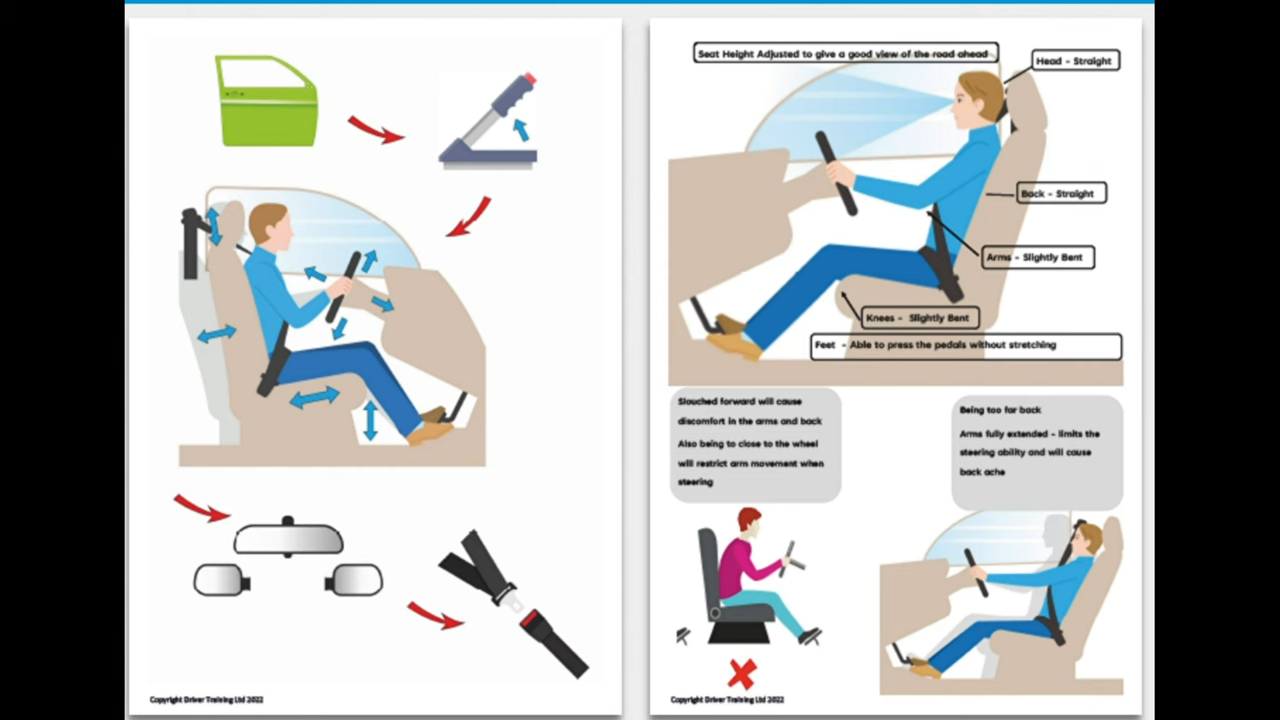 Copyright Driver Training Ltd 2022
Seat Height Adjusted to give a good view of the road ahead
Head - Straight
Back - Straight
Arms - Slightly Bent
Knees - Slightly Bent
Feet - Able to press the pedals without stretching
Slouched forward will cause
discomfort in the arms and back
Also being to close to the wheel
will restrict arm movement when
steering
Being too far back
Arms fully extended - limits the
steering ability and will cause
back ache
Copyright Driver Training Ltd 2022